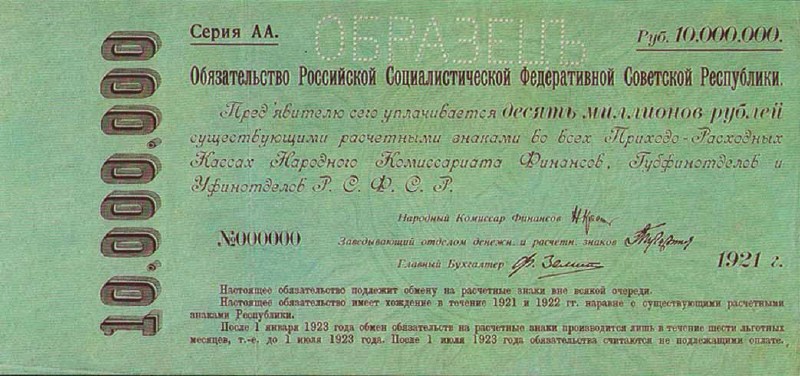 10.000.000
Серия АА.
ОБРАЗЕЦЪ
Руб. 10.000.000.
Обязательство Российской Социалистической Федеративной Советской Республики.
Пред'явителю сего уплачивается десять миллионов рублей
существующими расчетными знаками во всех Приходо-Расходных
Кассах Народного Комиссариата Финансов, Губфинотделов и
Уфинотделов Р. С. Ф. С. Р.
Народный Комиссар Финансов
№000000
Заведывающий отделом денежн. и расчетн. знаков
Главный Бухгалтер
1921 г.
Настоящее обязательство подлежит обмену на расчетные знаки вне всякой очереди.
Настоящее обязательство имеет хождение в течение 1921 и 1922 гг. наравне с существующими расчетными
знаками Республики.
После 1 января 1923 года обмен обязательств на расчетные знаки производится лишь в течение шести льготных
месяцев, т.-е. до 1 июля 1923 года. После 1 июля 1923 года обязательства считаются не подлежащими оплате.